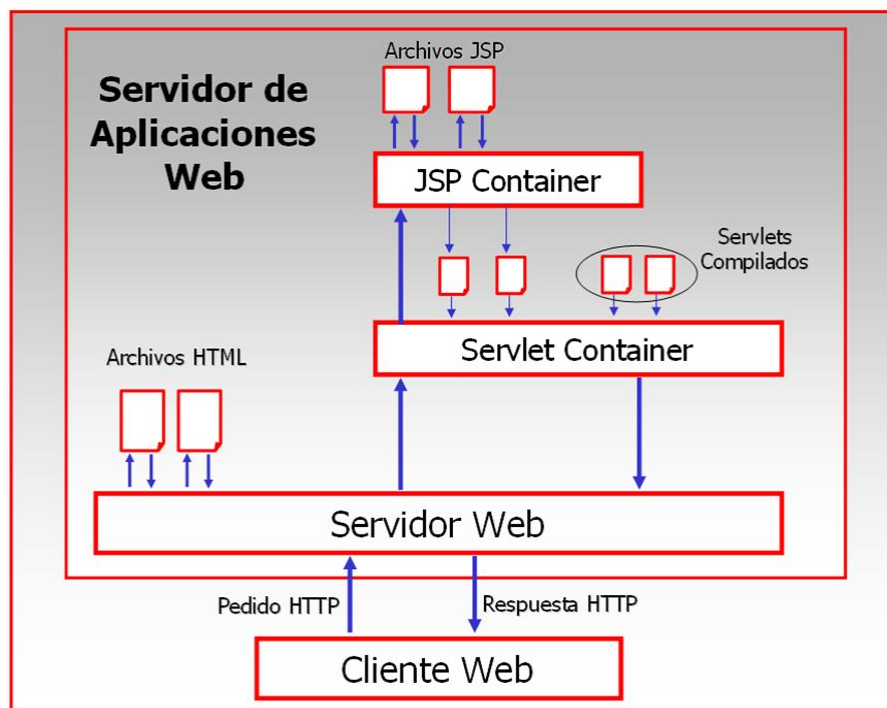 Archivos JSP
Servidor de
Aplicaciones
Web
JSP Container
Servlets
Compilados
Servlet Container
Archivos HTML
Servidor Web
Pedido HTTP
Respuesta HTTP
Cliente Web